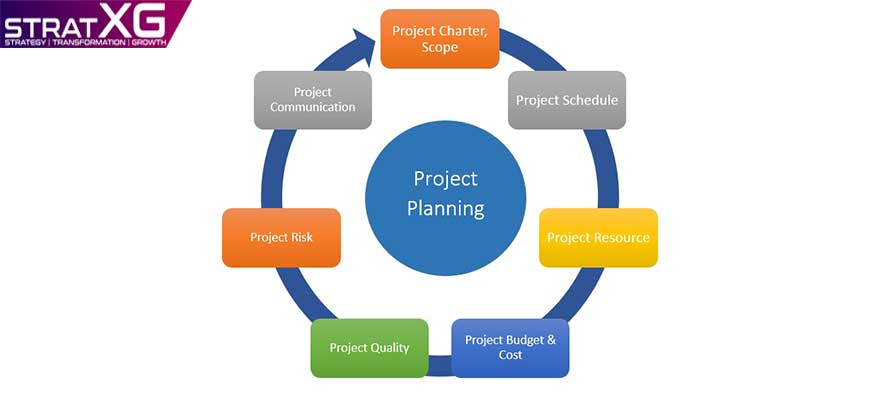 STRATXG
STRATEGY | TRANSFORMATION | GROWTH
Project Charter,
Scope
Project Schedule
Project Resource
Project Budget &
Cost
Project Quality
Project Risk
Project
Communication
Project
Planning